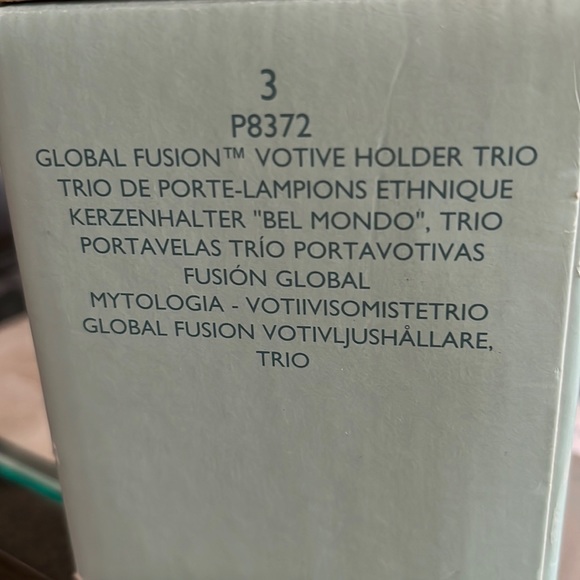 3
P8372
GLOBAL FUSION™ VOTIVE HOLDER TRIO
TRIO DE PORTE-LAMPIONS ETHNIQUE
KERZENHALTER "BEL MONDO", TRIO
PORTAVELAS TRÍO PORTAVOTIVAS
FUSIÓN GLOBAL
MYTOLOGIA - VOTIIVISOMISTETRIO
GLOBAL FUSION VOTIVLJUSHÅLLARE,
TRIO